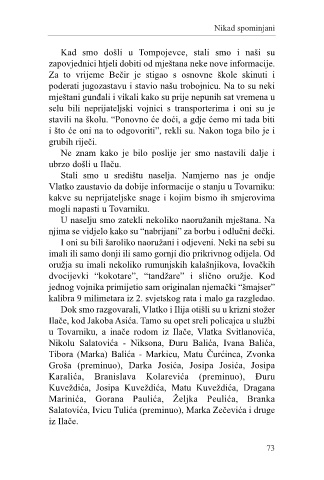 Nikad spominjani
Kad smo došli u Tompojevce, stali smo i naši su
zapovjednici htjeli dobiti od mještana neke nove informacije.
Za to vrijeme Bečir je stigao s osnovne škole skinuti i
poderati jugozastavu i stavio našu trobojnicu. Na to su neki
mještani gunđali i vikali kako su prije nepunih sat vremena u
selu bili neprijateljski vojnici s transporterima i oni su je
stavili na školu. “Ponovno će doći, a gdje ćemo mi tada biti
i što će oni na to odgovoriti”, rekli su. Nakon toga bilo je i
grubih riječi.
Ne znam kako je bilo poslije jer smo nastavili dalje i
ubrzo došli u Ilaču.
Stali smo u središtu naselja. Namjerno nas je ondje
Vlatko zaustavio da dobije informacije o stanju u Tovarniku:
kakve su neprijateljske snage i kojim bismo ih smjerovima
mogli napasti u Tovarniku.
U naselju smo zatekli nekoliko naoružanih mještana. Na
njima se vidjelo kako su “nabrijani” za borbu i odlučni dečki.
I oni su bili šaroliko naoružani i odjeveni. Neki na sebi su
imali ili samo donji ili samo gornji dio prikrivnog odijela. Od
oružja su imali nekoliko rumunjskih kalašnjikova, lovačkih
dvocijevki “kokotare”, “tandžare” i slično oružje. Kod
jednog vojnika primijetio sam originalan njemački “šmajser”
kalibra 9 milimetara iz 2. svjetskog rata i malo ga razgledao.
Dok smo razgovarali, Vlatko i Ilija otišli su u krizni stožer
Ilače, kod Jakoba Asića. Tamo su opet sreli policajca u službi
u Tovarniku, a inače rodom iz Ilače, Vlatka Svitlanovića,
Nikolu Salatovića - Niksona, Đuru Balića, Ivana Balića,
Tibora (Marka) Balića - Markicu, Matu Čurćinca, Zvonka
Groša (preminuo), Darka Josića, Josipa Josića, Josipa
Karalića, Branislava Kolarevića (preminuo), Đuru
Kuveždića, Josipa Kuveždića, Matu Kuveždića, Dragana
Marinića, Gorana Paulića, Željka Peulića, Branka
Salatovića, Ivicu Tulića (preminuo), Marka Zečevića i druge
iz Ilače.
73